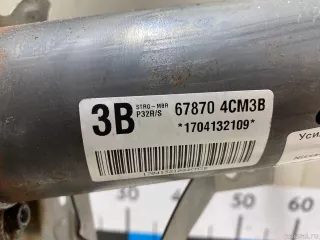 3B STRG-MBR 67870 4CM3B
P32R/S
*1704132109*
Уси
50 60